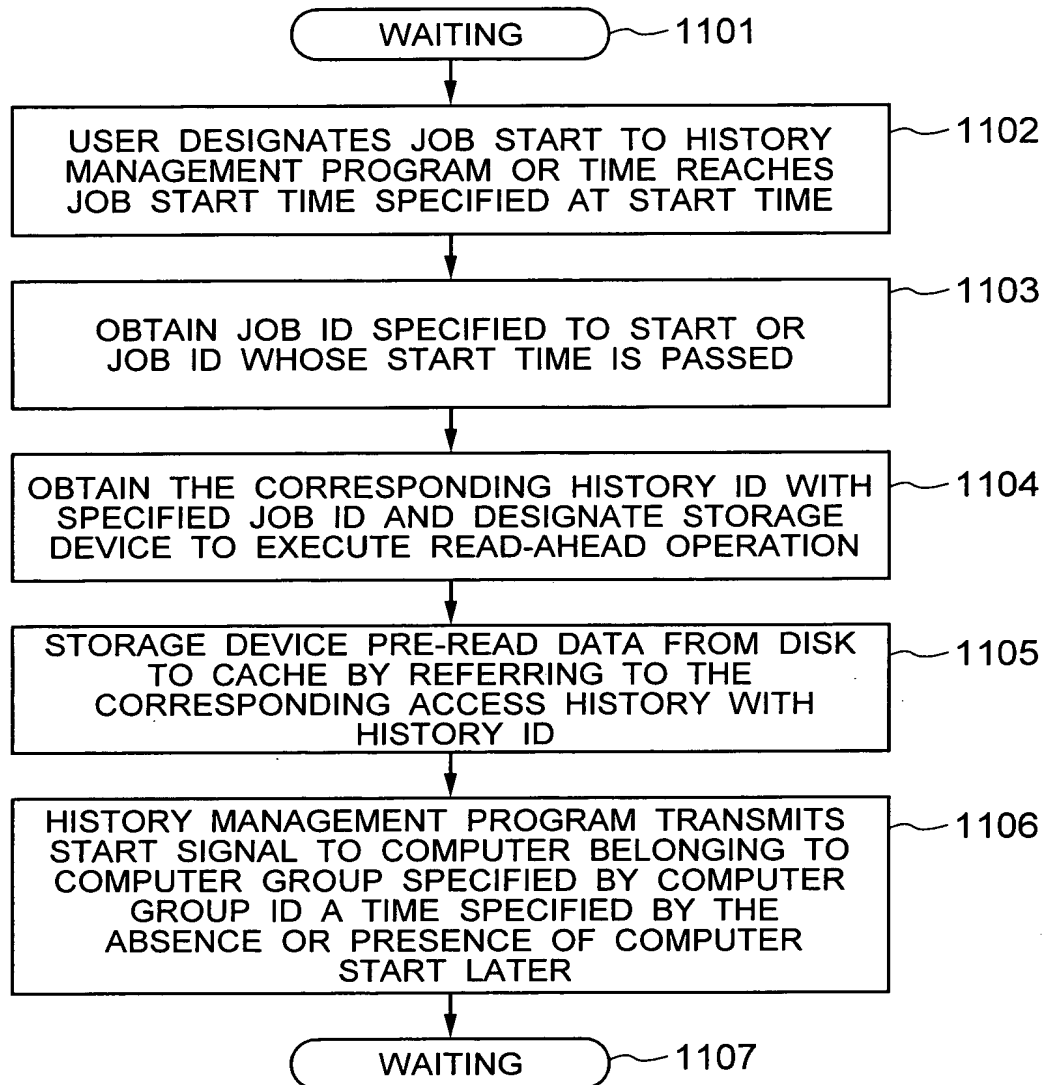 WAITING
1101
USER DESIGNATES JOB START TO HISTORY
MANAGEMENT PROGRAM OR TIME REACHES
JOB START TIME SPECIFIED AT START TIME
1102
OBTAIN JOB ID SPECIFIED TO START OR
JOB ID WHOSE START TIME IS PASSED
1103
OBTAIN THE CORRESPONDING HISTORY ID WITH
SPECIFIED JOB ID AND DESIGNATE STORAGE
DEVICE TO EXECUTE READ-AHEAD OPERATION
1104
STORAGE DEVICE PRE-READ DATA FROM DISK
TO CACHE BY REFERRING TO THE
CORRESPONDING ACCESS HISTORY WITH
HISTORY ID
1105
HISTORY MANAGEMENT PROGRAM TRANSMITS
START SIGNAL TO COMPUTER BELONGING TO
COMPUTER GROUP SPECIFIED BY COMPUTER
GROUP ID A TIME SPECIFIED BY THE
ABSENCE OR PRESENCE OF COMPUTER
START LATER
1106
WAITING
1107